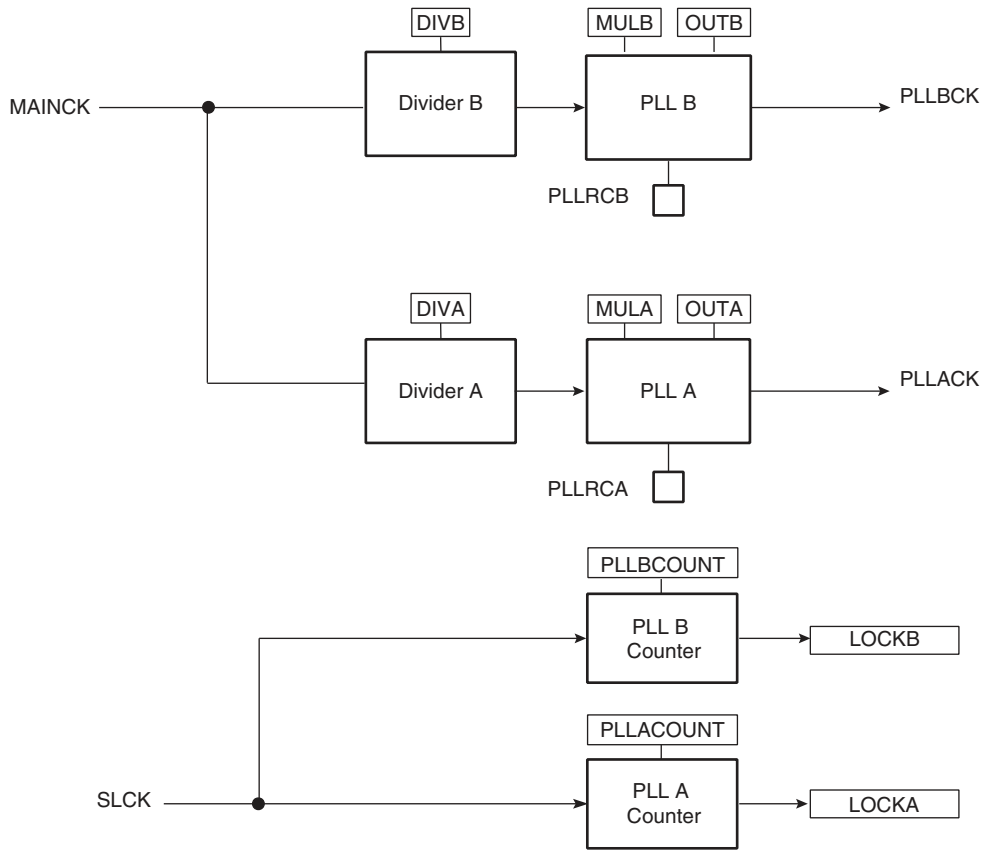 DIVB
MULB
OUTB
MAINCK
Divider B
PLL B
PLLBCK
PLLRCB
DIVA
MULA
OUTA
Divider A
PLL A
PLLACK
PLLRCA
PLLBCOUNT
PLL B
Counter
LOCKB
PLLACOUNT
SLCK
PLL A
Counter
LOCKA